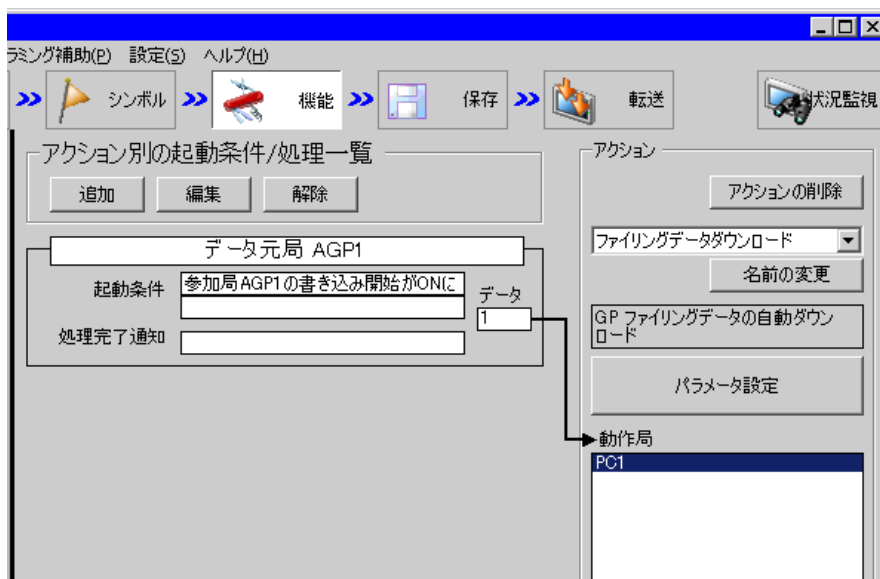 ラミング補助(P) 設定(S) ヘルプ(H)
シンボル 機能 保存 転送 状況監視
アクション別の起動条件/処理一覧
追加 編集 解除
データ元局 AGP1
起動条件 参加局AGP1の書き込み開始がON(こ
データ
1
処理完了通知
アクション
アクションの削除
ファイリングデータダウンロード
名前の変更
GP ファイリングデータの自動ダウン
ロード
パラメータ設定
動作局
PC1